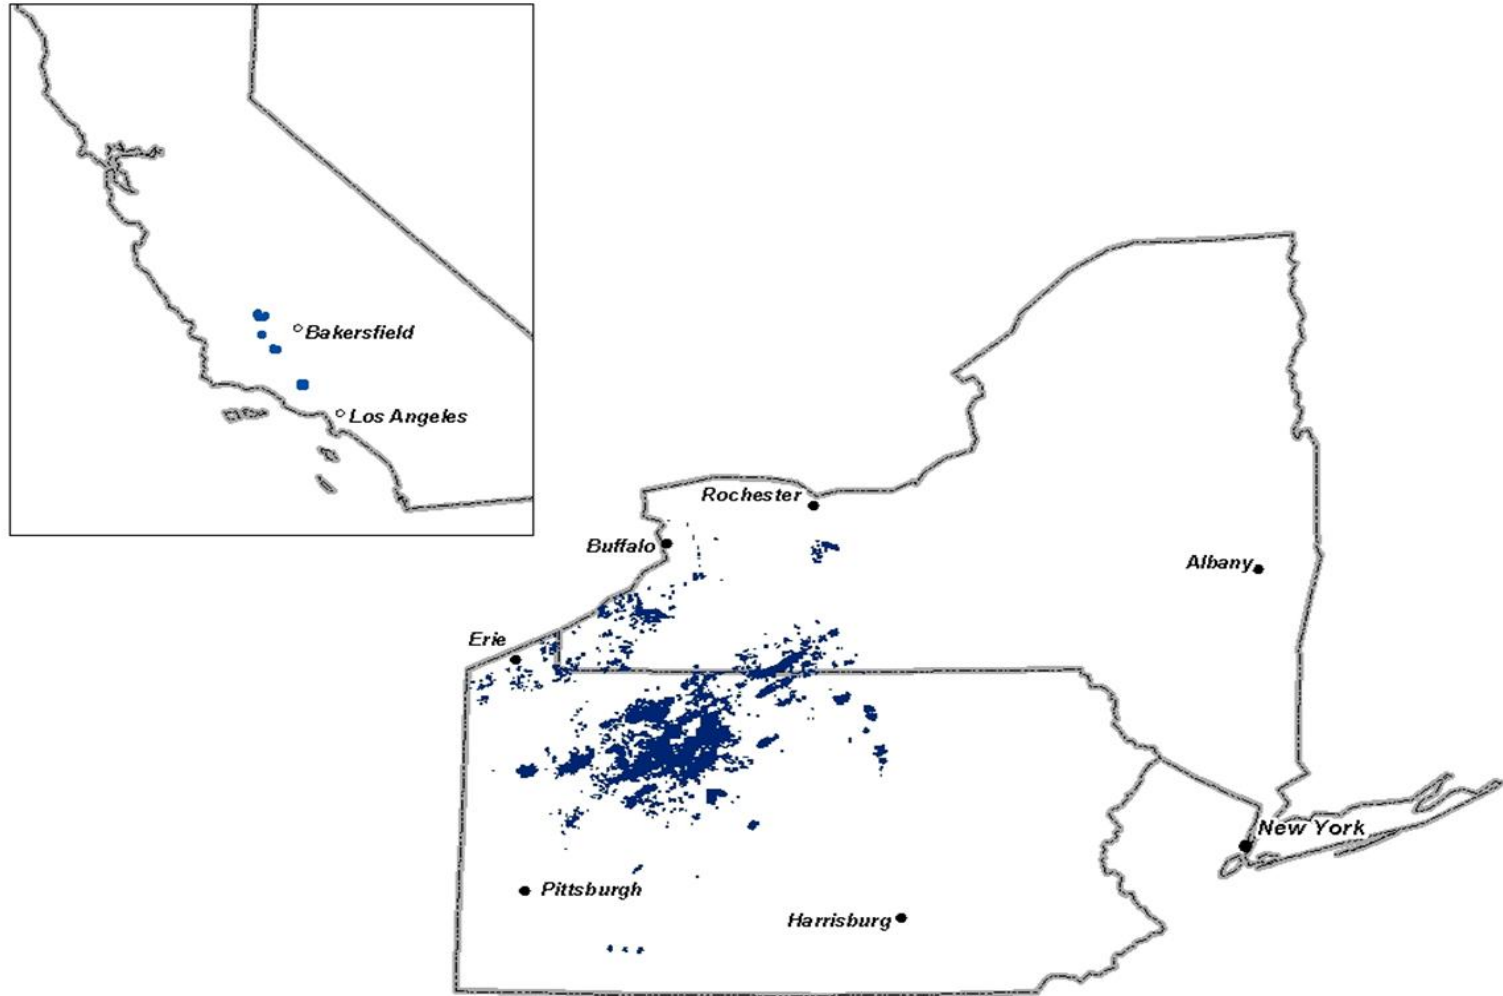 Bakersfield
Los Angeles
Rochester
Buffalo
Albany
Erie
New York
Pittsburgh
Harrisburg